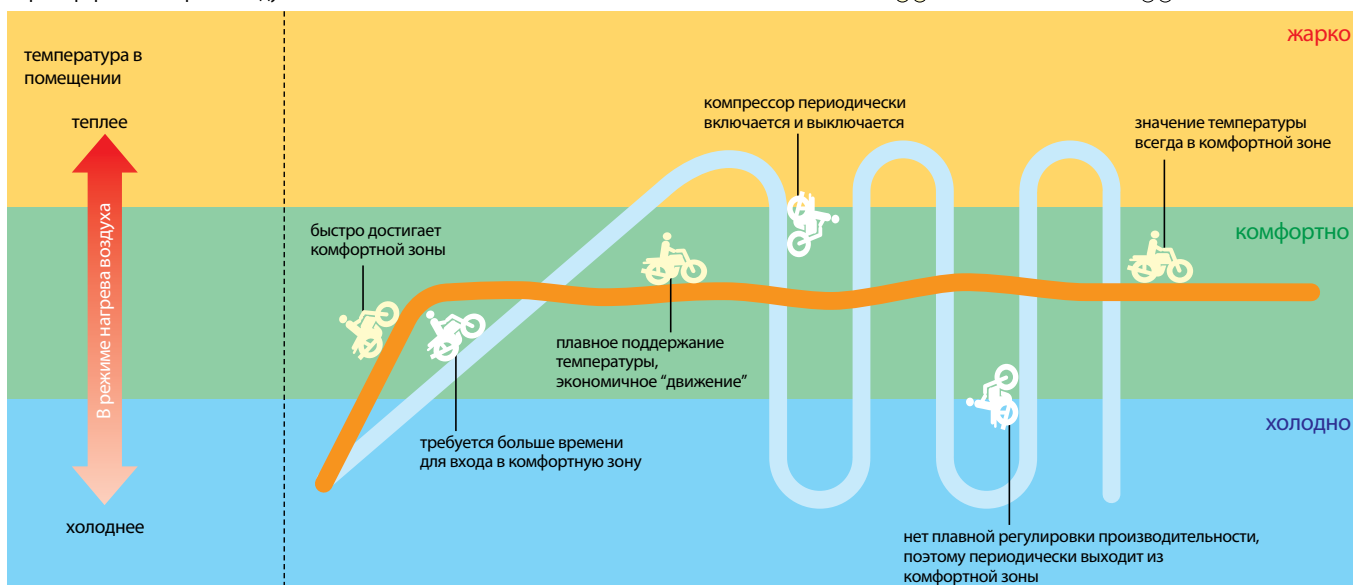 температура в
помещении
теплее
В режиме нагрева воздуха
холоднее
жарко
компрессор периодически
включается и выключается
значение температуры
всегда в комфортной зоне
быстро достигает
комфортной зоны
комфортно
плавное поддержание
температуры,
экономичное “движение”
требуется больше времени
для входа в комфортную зону
холодно
нет плавной регулировки производительности,
поэтому периодически выходит из
комфортной зоны